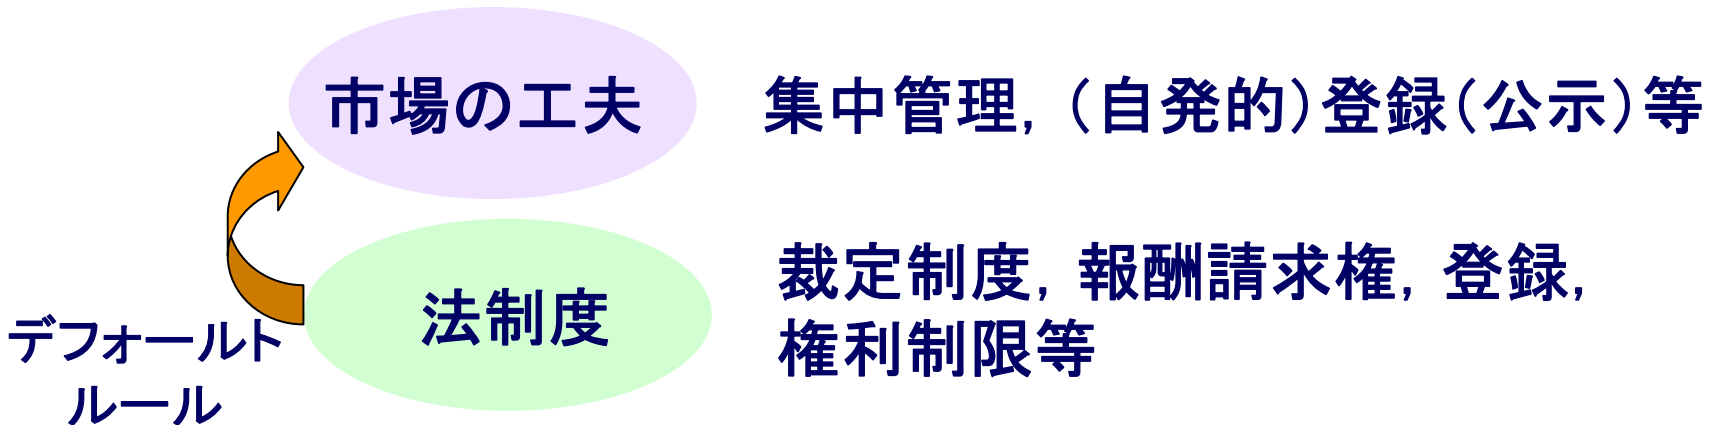 市場の工夫
集中管理,（自発的）登録（公示）等
法制度
裁定制度, 報酬請求権, 登録,
権利制限等
デフォールト
ルール